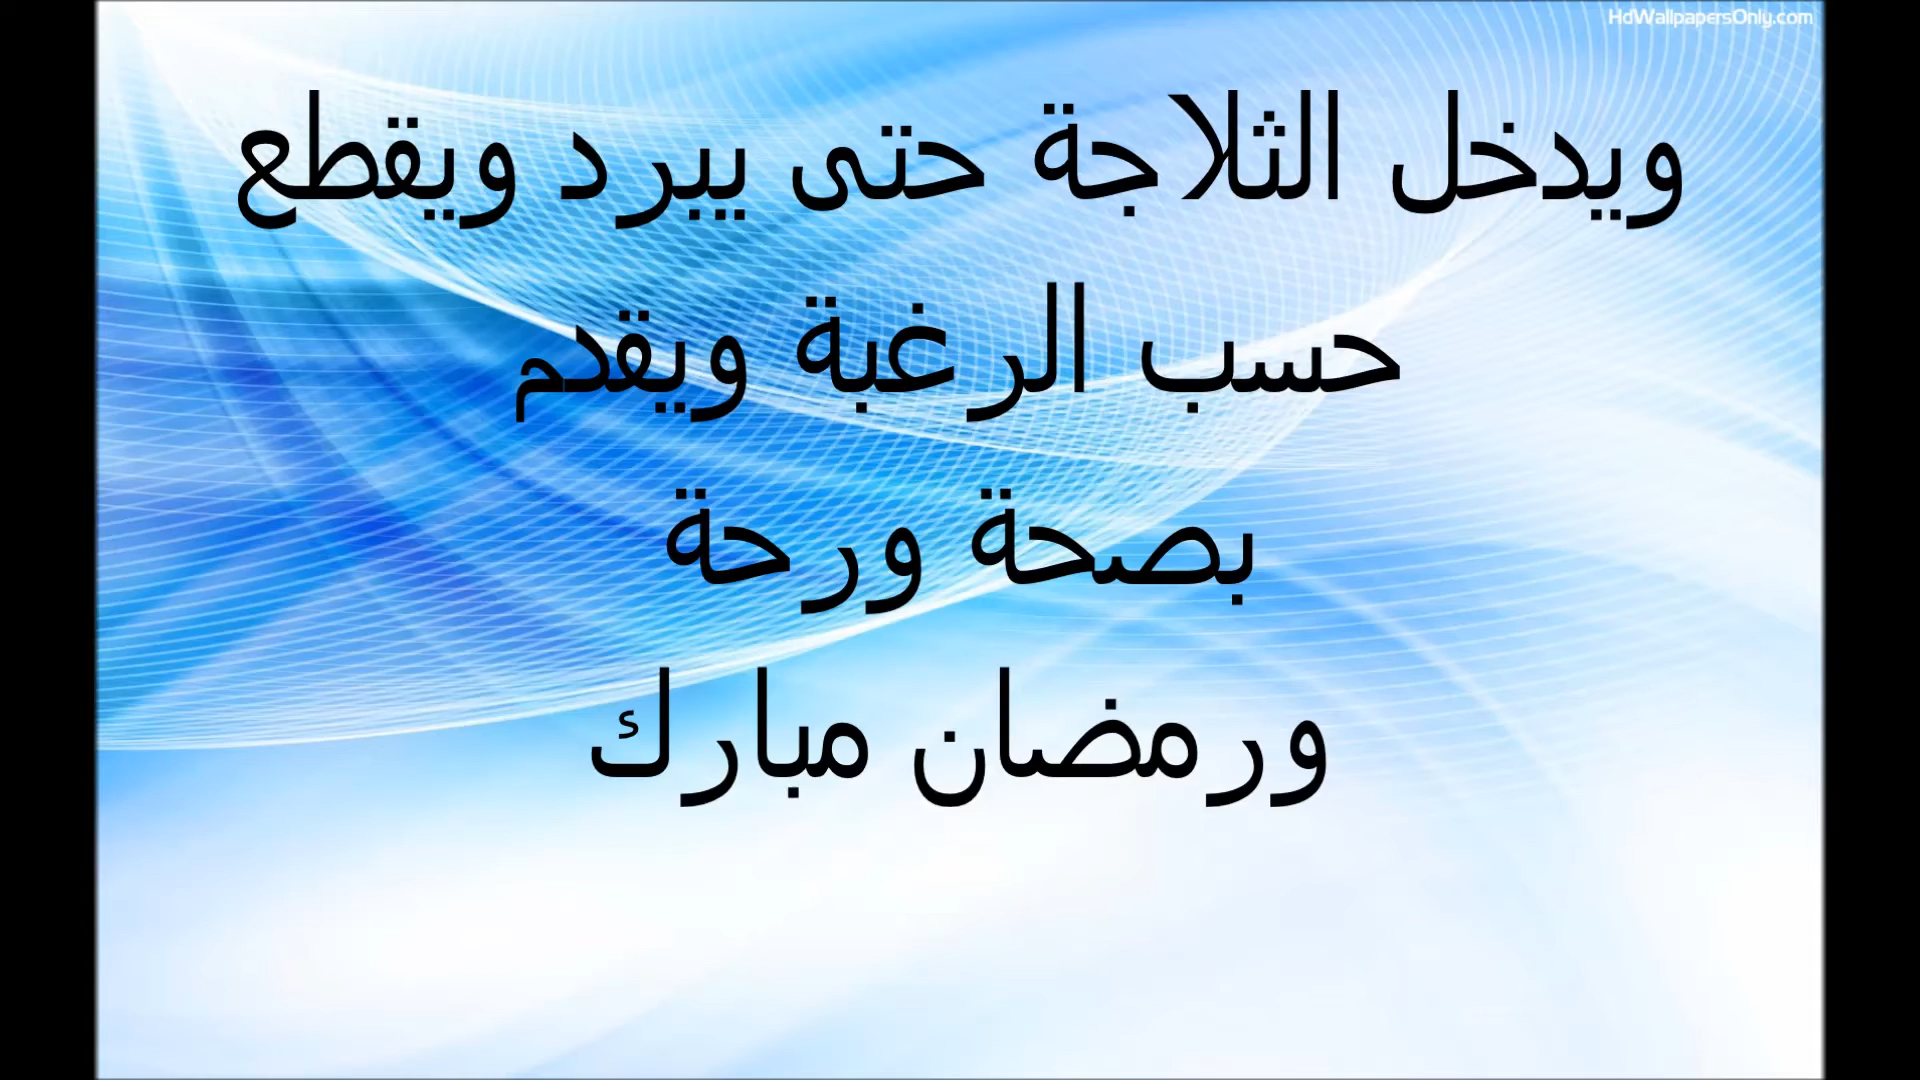 HdWallpapersOnly.com
ويدخل الثلاجة حتى يبرد ويقطع
حسب الرغبة ويقدم
بصحة ورحة
ورمضان مبارك